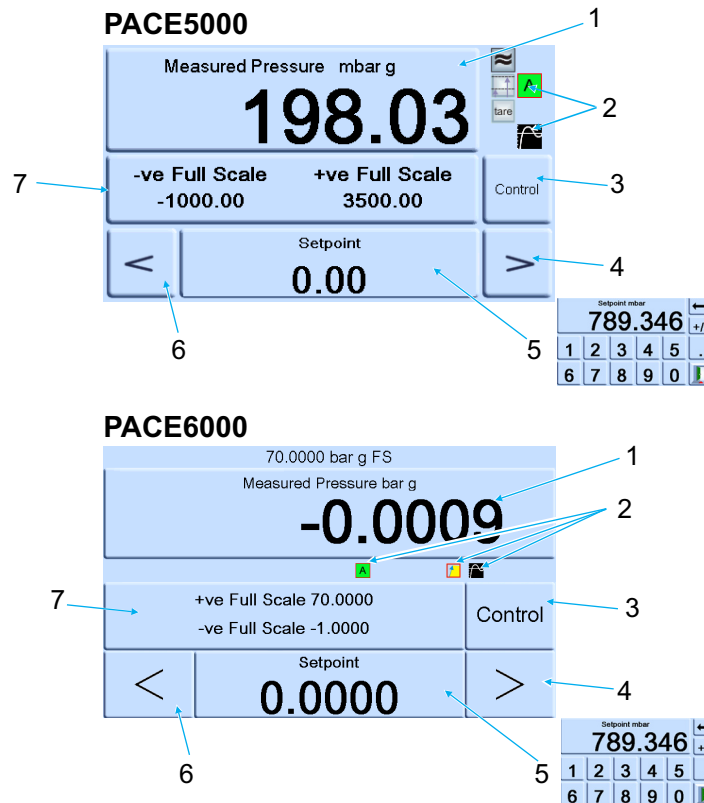 PACE5000
1
Measured Pressure mbar g
198.03
A
tare
2
7
-ve Full Scale +ve Full Scale
-1000.00 3500.00
Control
3
<
Setpoint
0.00
>
4
6
5
Setpoint mbar
789.346
+/
1 2 3 4 5 .
6 7 8 9 0
PACE6000
70.0000 bar g FS
1
Measured Pressure bar g
-0.0009
2
A
7
+ve Full Scale 70.0000
-ve Full Scale -1.0000
Control
3
<
Setpoint
0.0000
>
4
6
5
Setpoint mbar
789.346
+
1 2 3 4 5
6 7 8 9 0